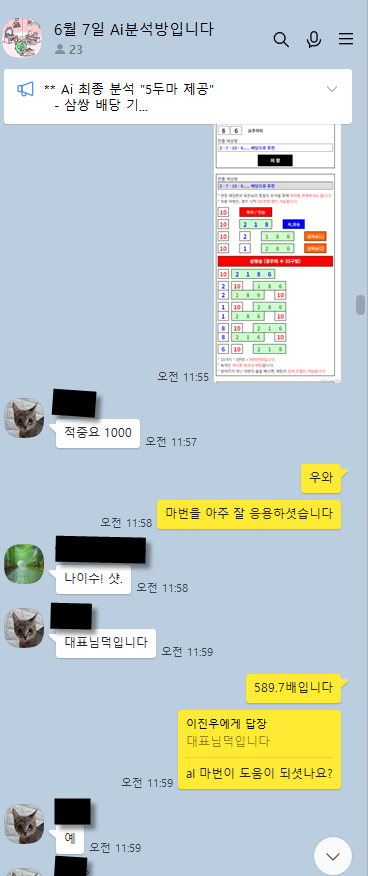 6월 7일 Ai분석방입니다
23
** Ai 최종 분석 "5두마 제공"
- 삼쌍 배당 기...
8 6
2 - 7 - 10 - 6
10
10 2 1 8
10 2 1 8 6
10 1 2 8 6
10 2 1 8 6
2 10 1 8 6
2 1 8 6 10
1 10 2 8 6
1 2 8 6 10
8 10 2 1 6
8 2 1 6 10
6 10 2 1 8
오전 11:55
적중요 1000
오전 11:57
우와
마번을 아주 잘 응용하셧습니다
오전 11:58
나이수! 샷.
오전 11:58
대표님덕입니다
오전 11:59
589.7배입니다
이진우에게 답장
대표님덕입니다
aI 마번이 도움이 되셧나요?
오전 11:59
예
오전 11:59